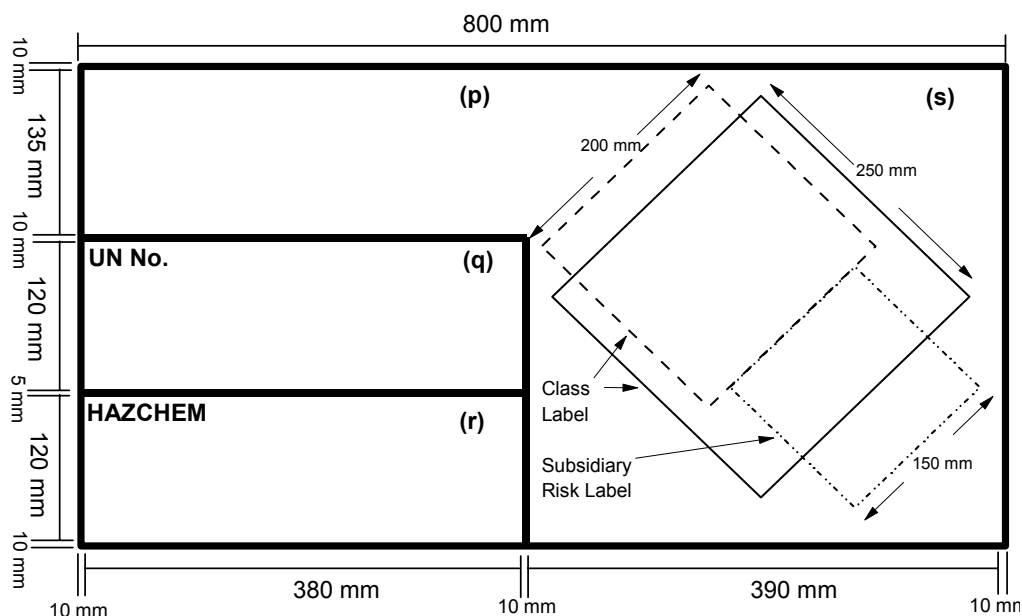 800 mm
10 mm
(p)
(s)
200 mm
135 mm
250 mm
10 mm
UN No.
(q)
120 mm
Class
Label
5 mm
HAZCHEM
(r)
120 mm
Subsidiary
Risk Label
150 mm
10 mm
380 mm
390 mm
10 mm
10 mm
10 mm